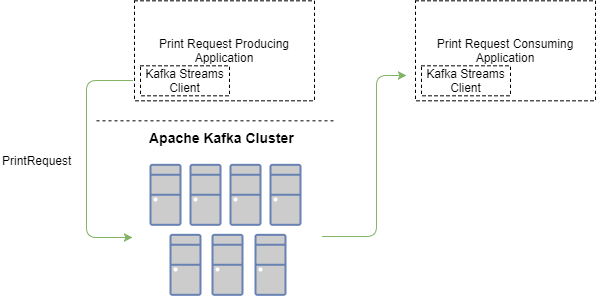 Print Request Producing
Application
Kafka Streams
Client
Print Request Consuming
Application
Kafka Streams
Client
Apache Kafka Cluster
PrintRequest